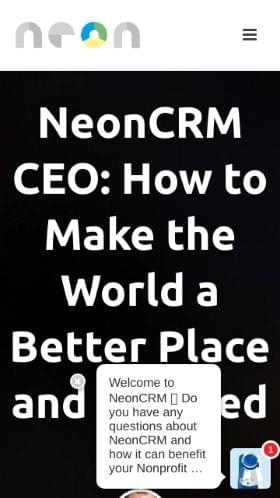 neon
NeonCRM
CEO: How to
Make the
World a
Better Place
and
ed
Welcome to
NeonCRM ▯ Do
you have any
questions about
NeonCRM and
how it can benefit
your Nonprofit ...
1